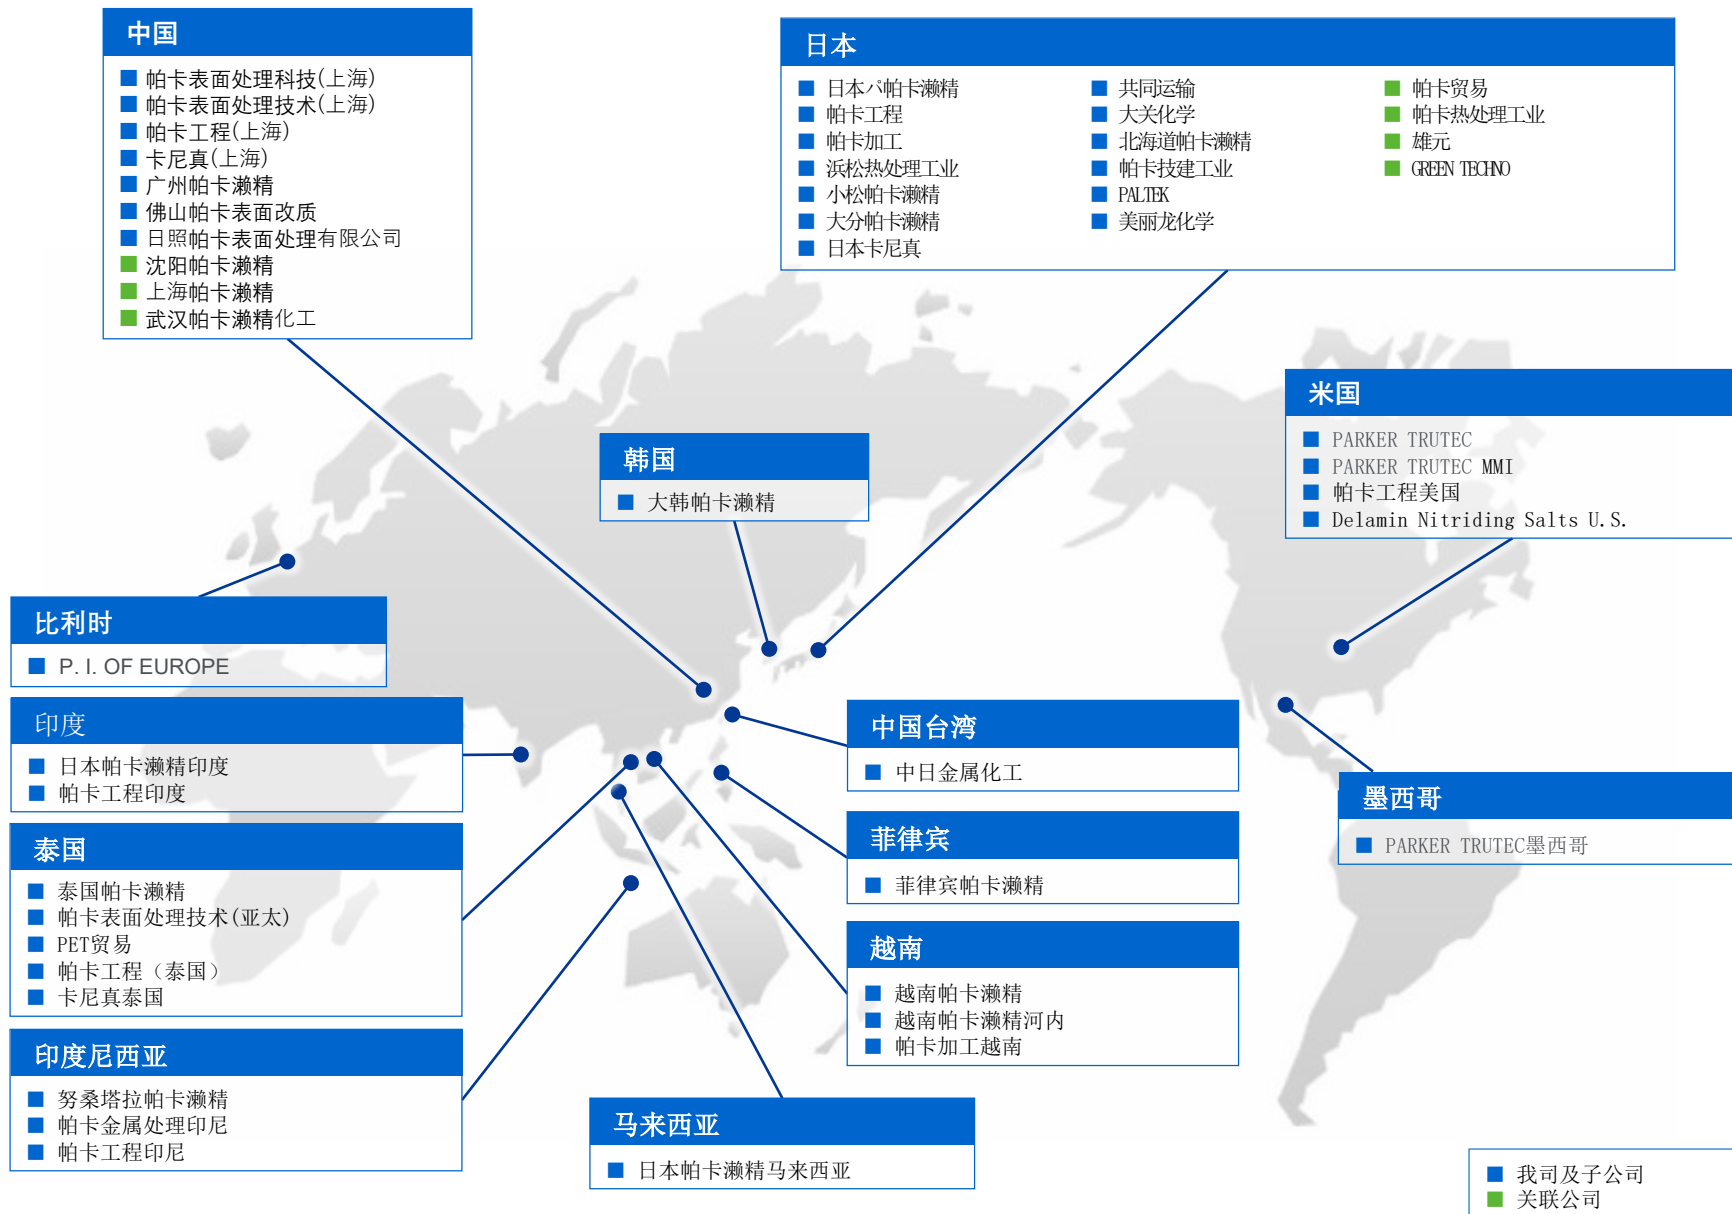 中国
帕卡表面处理科技(上海)
帕卡表面处理技术(上海)
帕卡工程(上海)
卡尼真(上海)
广州帕卡濑精
佛山帕卡表面改质
日照帕卡表面处理有限公司
沈阳帕卡濑精
上海帕卡濑精
武汉帕卡濑精化工
日本
日本パ帕卡濑精
帕卡工程
帕卡加工
浜松热处理工业
小松帕卡濑精
大分帕卡濑精
日本卡尼真
共同运输
大关化学
北海道帕卡濑精
帕卡技建工业
PALTEK
美丽龙化学
帕卡贸易
帕卡热处理工业
雄元
GREEN TECHNO
米国
PARKER TRUTEC
PARKER TRUTEC MMI
帕卡工程美国
Delamin Nitriding Salts U.S.
韩国
大韩帕卡濑精
比利时
P. I. OF EUROPE
印度
日本帕卡濑精印度
帕卡工程印度
泰国
泰国帕卡濑精
帕卡表面处理技术(亚太)
PET贸易
帕卡工程（泰国）
卡尼真泰国
印度尼西亚
努桑塔拉帕卡濑精
帕卡金属处理印尼
帕卡工程印尼
中国台湾
中日金属化工
菲律宾
菲律宾帕卡濑精
越南
越南帕卡濑精
越南帕卡濑精河内
帕卡加工越南
马来西亚
日本帕卡濑精马来西亚
墨西哥
PARKER TRUTEC墨西哥
我司及子公司
关联公司